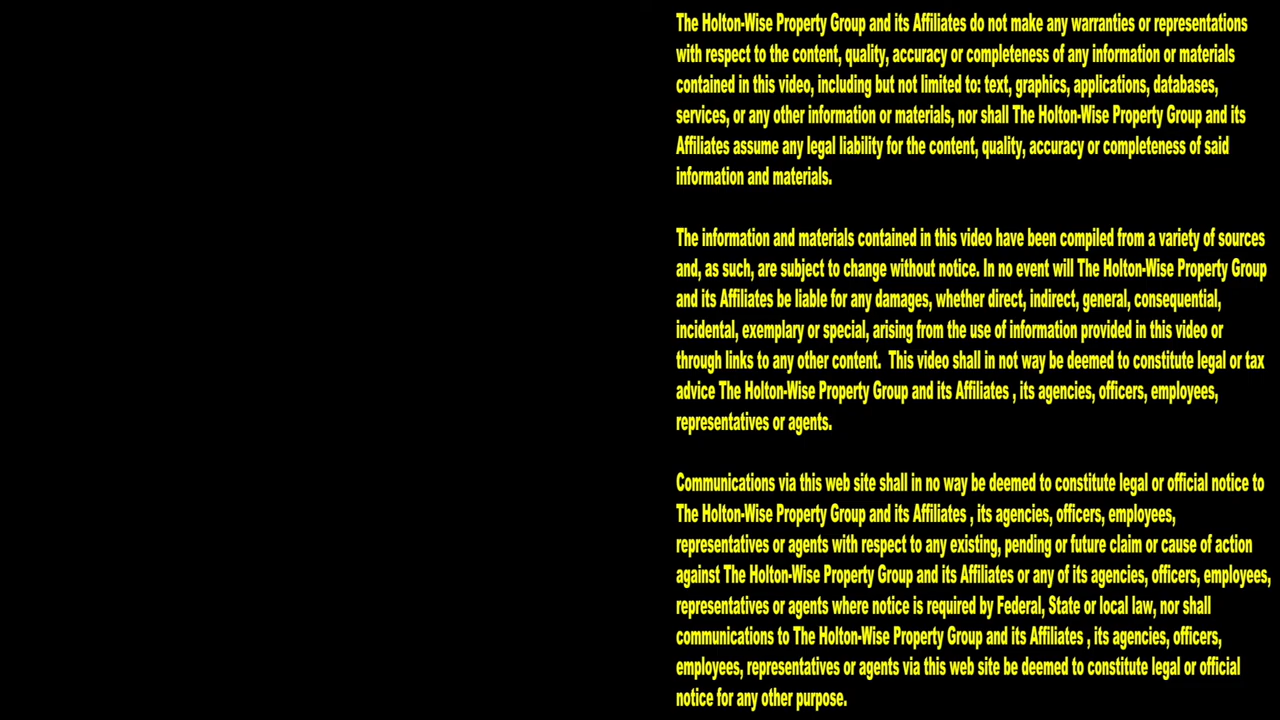 The Holton-Wise Property Group and its Affiliates do not make any warranties or representations
with respect to the content, quality, accuracy or completeness of any information or materials
contained in this video, including but not limited to: text, graphics, applications, databases,
services, or any other information or materials, nor shall The Holton-Wise Property Group and its
Affiliates assume any legal liability for the content, quality, accuracy or completeness of said
information and materials.
The information and materials contained in this video have been compiled from a variety of sources
and, as such, are subject to change without notice. In no event will The Holton-Wise Property Group
and its Affiliates be liable for any damages, whether direct, indirect, general, consequential,
incidental, exemplary or special, arising from the use of information provided in this video or
through links to any other content.  This video shall in not way be deemed to constitute legal or tax
advice The Holton-Wise Property Group and its Affiliates , its agencies, officers, employees,
representatives or agents.
Communications via this web site shall in no way be deemed to constitute legal or official notice to
The Holton-Wise Property Group and its Affiliates , its agencies, officers, employees,
representatives or agents with respect to any existing, pending or future claim or cause of action
against The Holton-Wise Property Group and its Affiliates or any of its agencies, officers, employees,
representatives or agents where notice is required by Federal, State or local law, nor shall
communications to The Holton-Wise Property Group and its Affiliates , its agencies, officers,
employees, representatives or agents via this web site be deemed to constitute legal or official
notice for any other purpose.